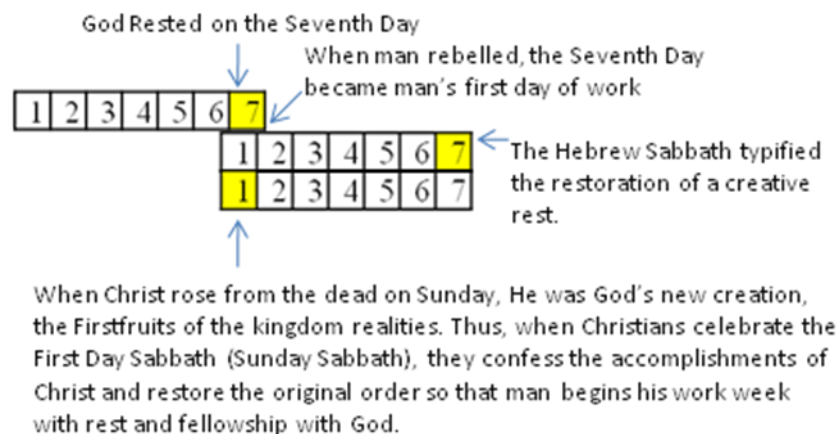 God Rested on the Seventh Day
When man rebelled, the Seventh Day
became man's first day of work
1 2 3 4 5 6 7
1 2 3 4 5 6 7
The Hebrew Sabbath typified
the restoration of a creative
rest.
1 2 3 4 5 6 7
When Christ rose from the dead on Sunday, He was God's new creation,
the Firstfruits of the kingdom realities. Thus, when Christians celebrate the
First Day Sabbath (Sunday Sabbath), they confess the accomplishments of
Christ and restore the original order so that man begins his work week
with rest and fellowship with God.